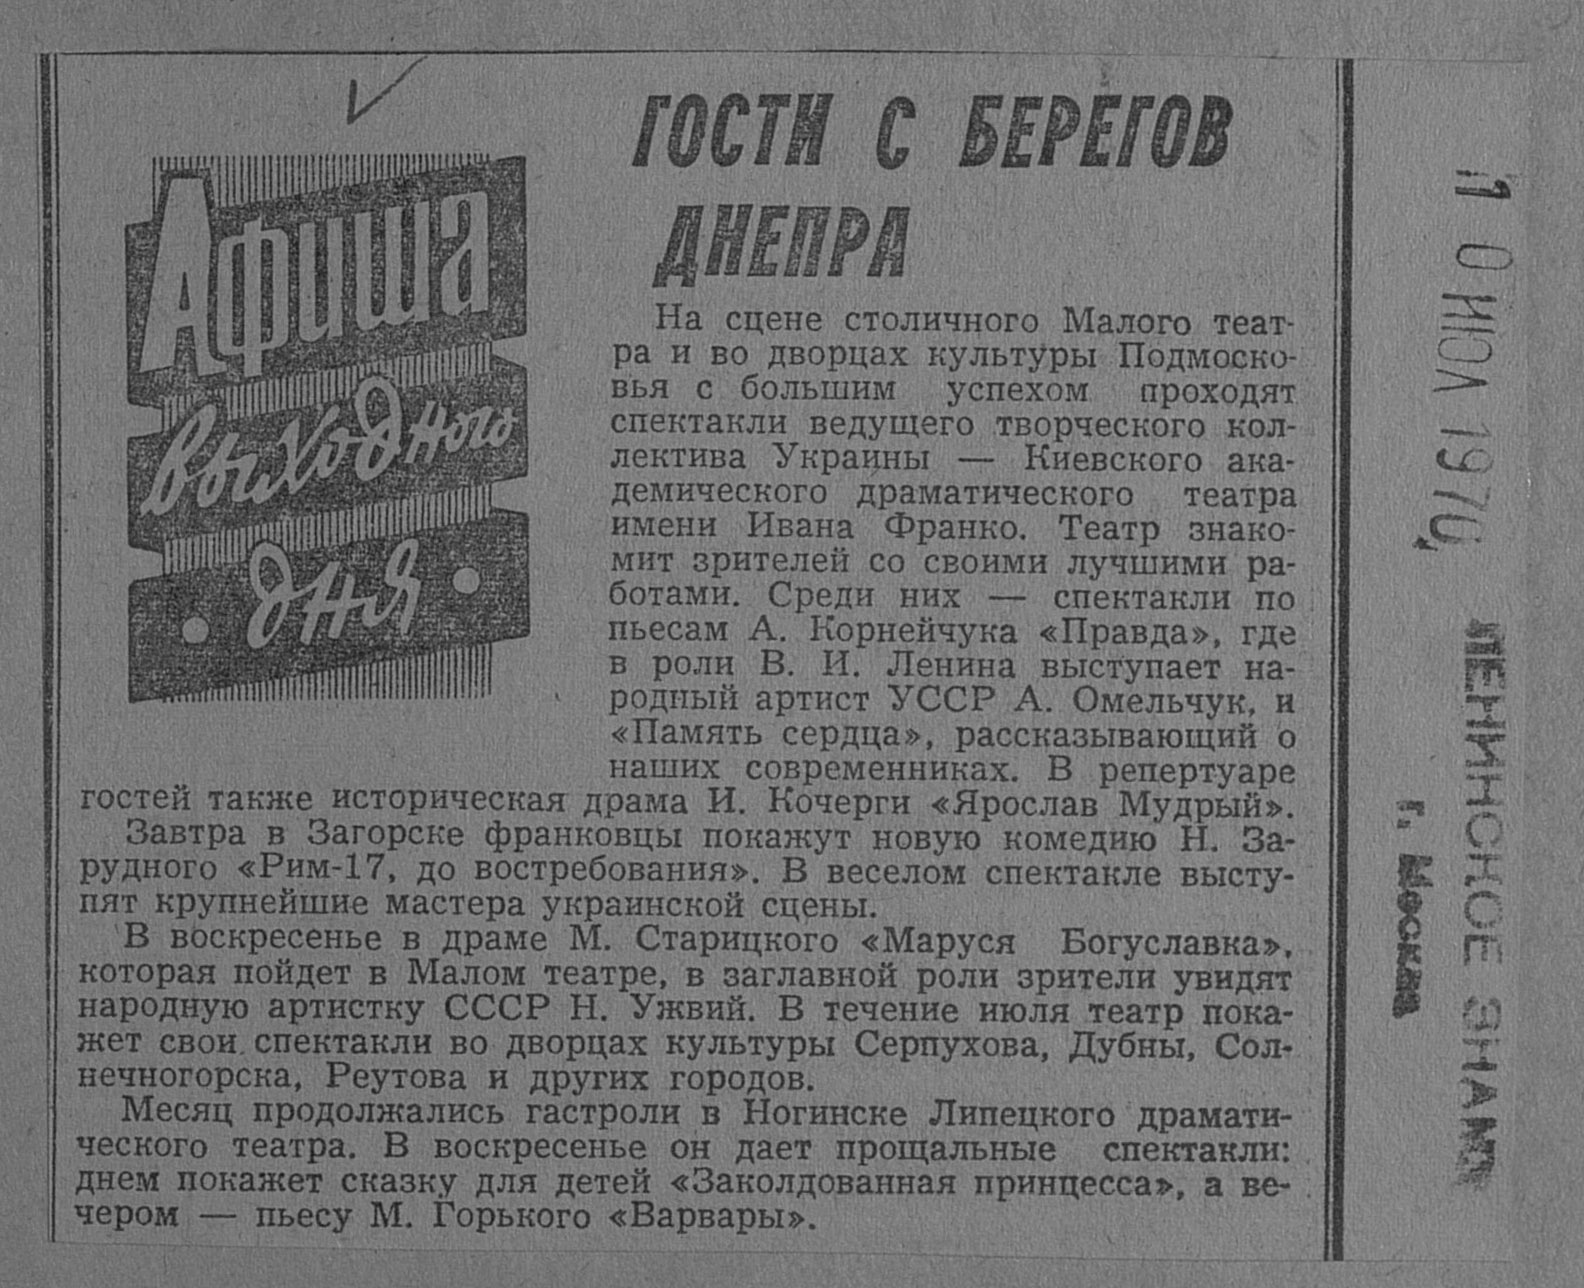 Афиша
выходного
дня
ГОСТИ С БЕРЕГОВ
ДНЕПРА
На сцене столичного Малого теат-
ра и во дворцах культуры Подмоско-
вья с большим успехом проходят
спектакли ведущего творческого кол-
лектива Украины — Киевского ака-
демического драматического театра
имени Ивана Франко. Театр знако-
мит зрителей со своими лучшими ра-
ботами. Среди них — спектакли по
пьесам А. Корнейчука «Правда», где
в роли В. И. Ленина выступает на-
родный артист УССР А. Омельчук, и
«Память сердца», рассказывающий о
наших современниках. В репертуаре
гостей также историческая драма И. Кочерги «Ярослав Мудрый».
Завтра в Загорске франковцы покажут новую комедию Н. За-
рудного «Рим-17, до востребования». В веселом спектакле высту-
пят крупнейшие мастера украинской сцены.
В воскресенье в драме М. Старицкого «Маруся Богуславка»,
которая пойдет в Малом театре, в заглавной роли зрители увидят
народную артистку СССР Н. Ужвий. В течение июля театр пока-
жет свои спектакли во дворцах культуры Серпухова, Дубны, Сол-
нечногорска, Реутова и других городов.
Месяц продолжались гастроли в Ногинске Липецкого драмати-
ческого театра. В воскресенье он дает прощальные спектакли:
днем покажет сказку для детей «Заколдованная принцесса», а ве-
чером — пьесу М. Горького «Варвары».
1 0 ИЮЛ 1970
ЛЕНИНСКОЕ ЗНАМЯ
г. Москва